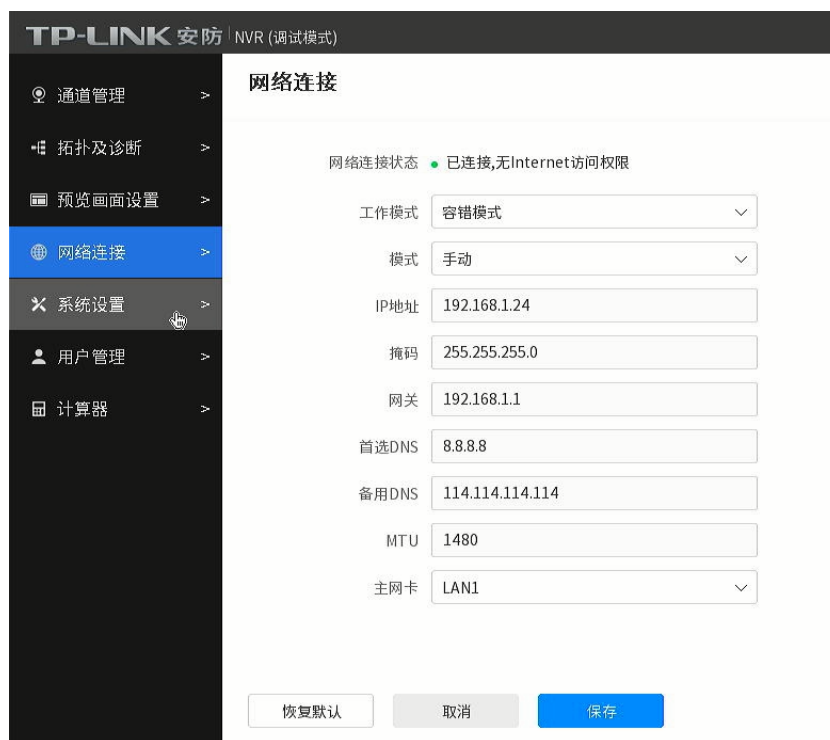 TP-LINK 安防 NVR (调试模式)
通道管理 >
拓扑及诊断 >
预览画面设置 >
网络连接 >
系统设置 >
用户管理 >
计算器 >
网络连接
网络连接状态 已连接,无Internet访问权限
工作模式 容错模式
模式 手动
IP地址 192.168.1.24
掩码 255.255.255.0
网关 192.168.1.1
首选DNS 8.8.8.8
备用DNS 114.114.114.114
MTU 1480
主网卡 LAN1
恢复默认 取消 保存